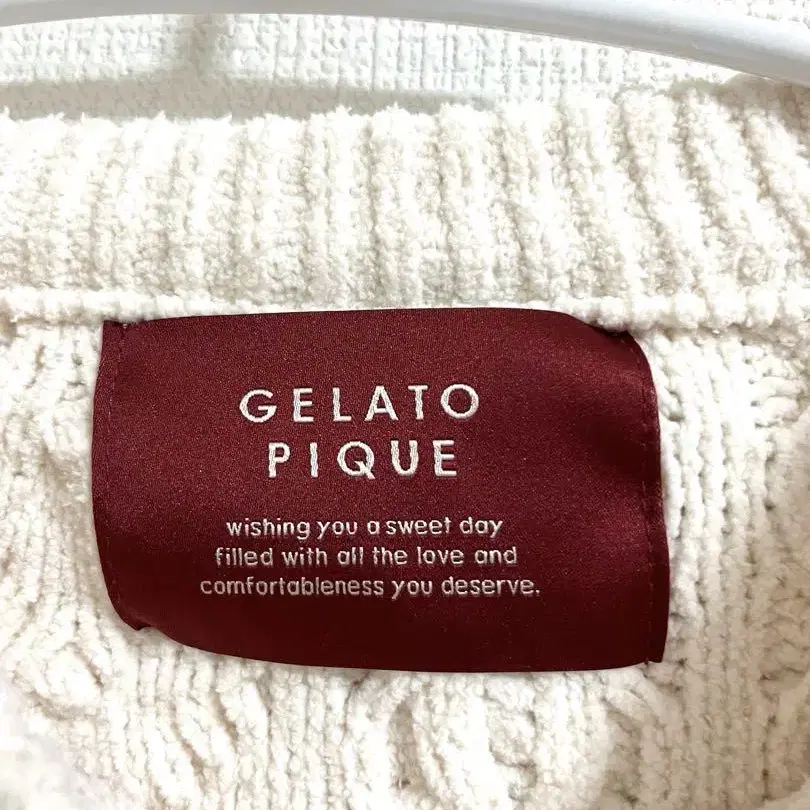 GELATO
PIQUE
wishing you a sweet day
filled with all the love and
comfortableness you deserve.